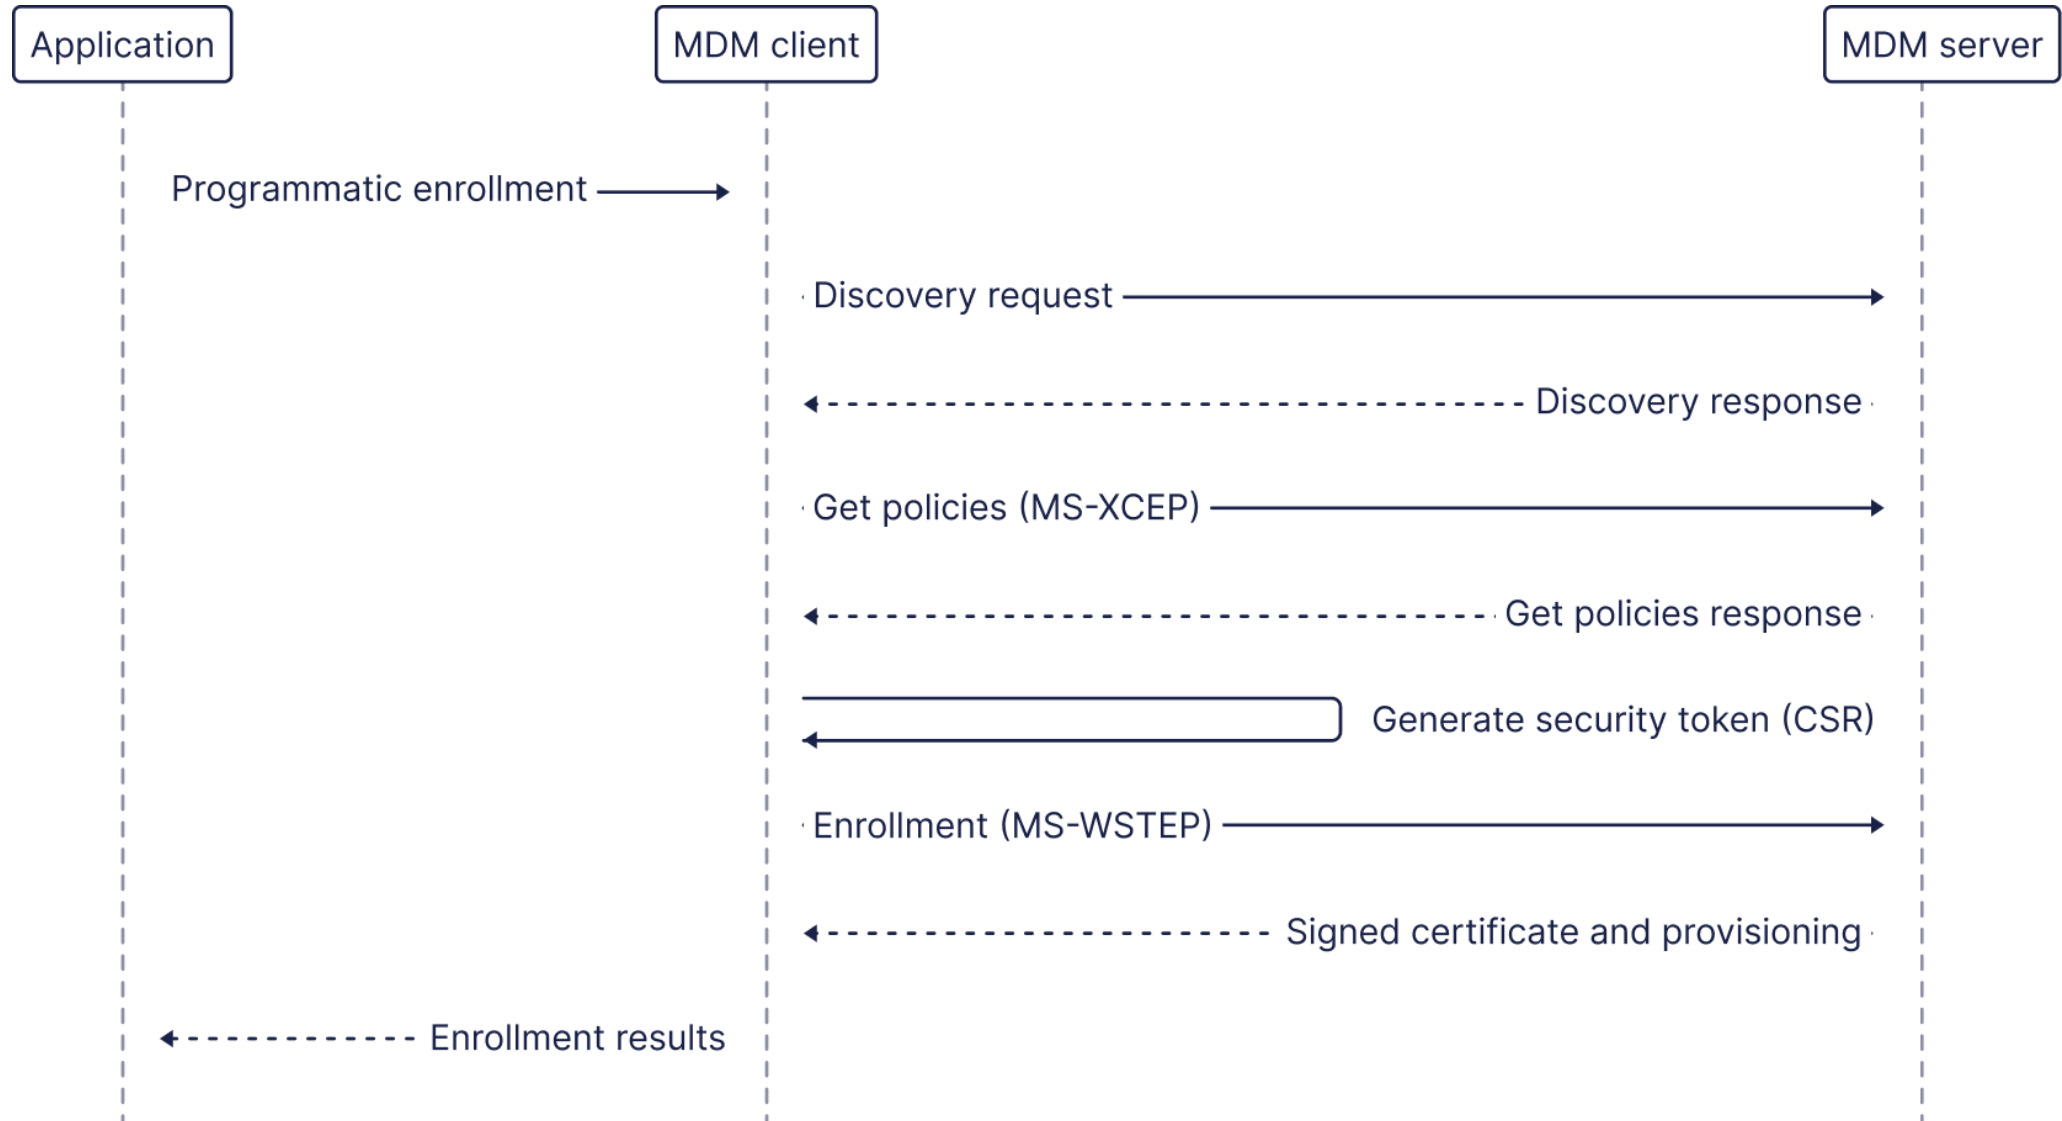 Application
MDM client
MDM server
Programmatic enrollment
Discovery request
Discovery response
Get policies (MS-XCEP)
Get policies response
Generate security token (CSR)
Enrollment (MS-WSTEP)
Signed certificate and provisioning
Enrollment results